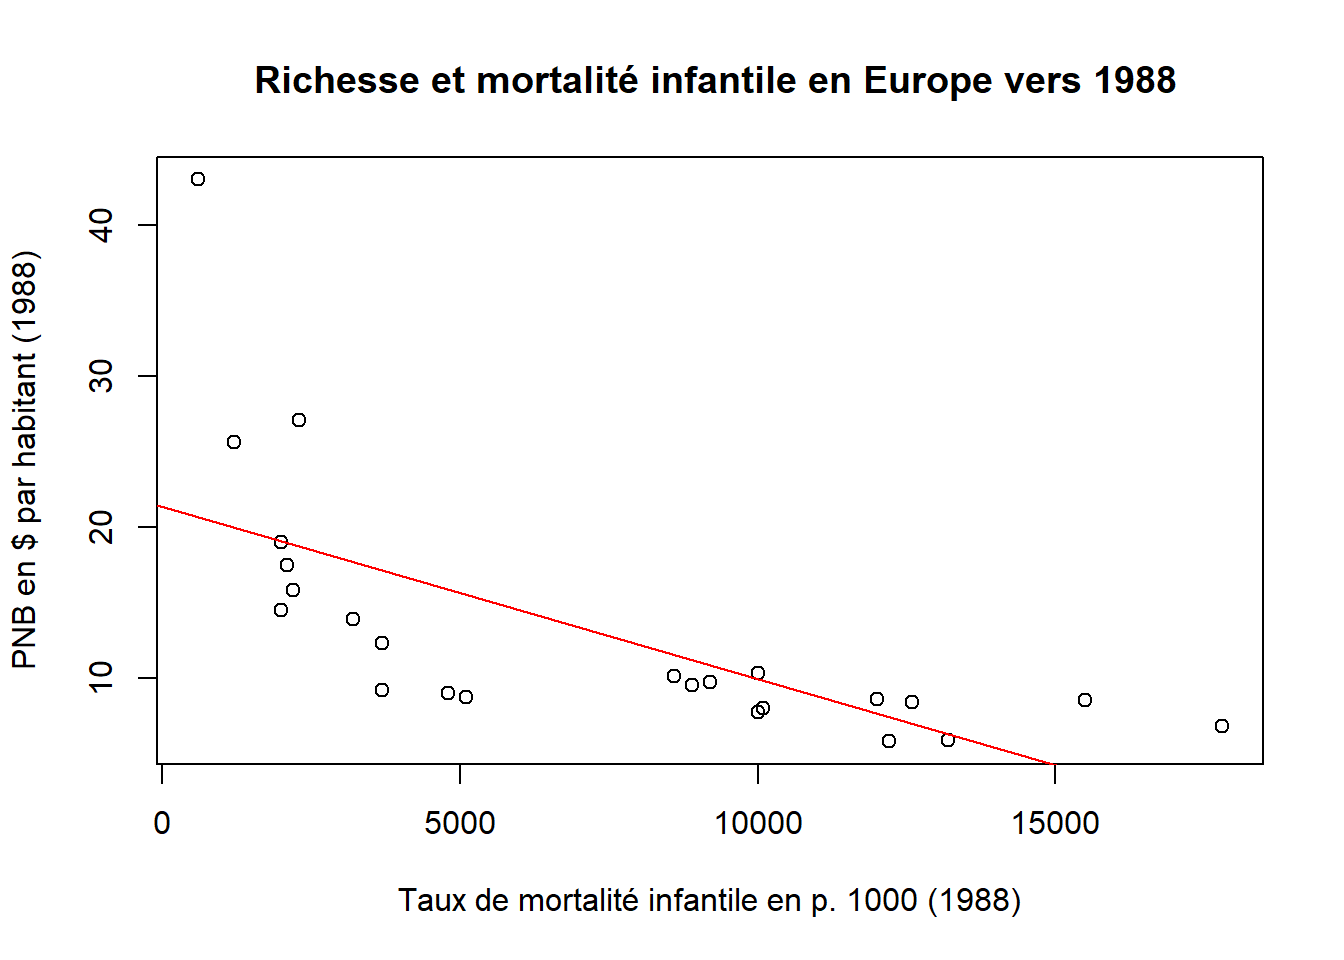 Richesse et mortalité infantile en Europe vers 1988
PNB en $ par habitant (1988)
40
30
20
10
0 5000 10000 15000
Taux de mortalité infantile en p. 1000 (1988)